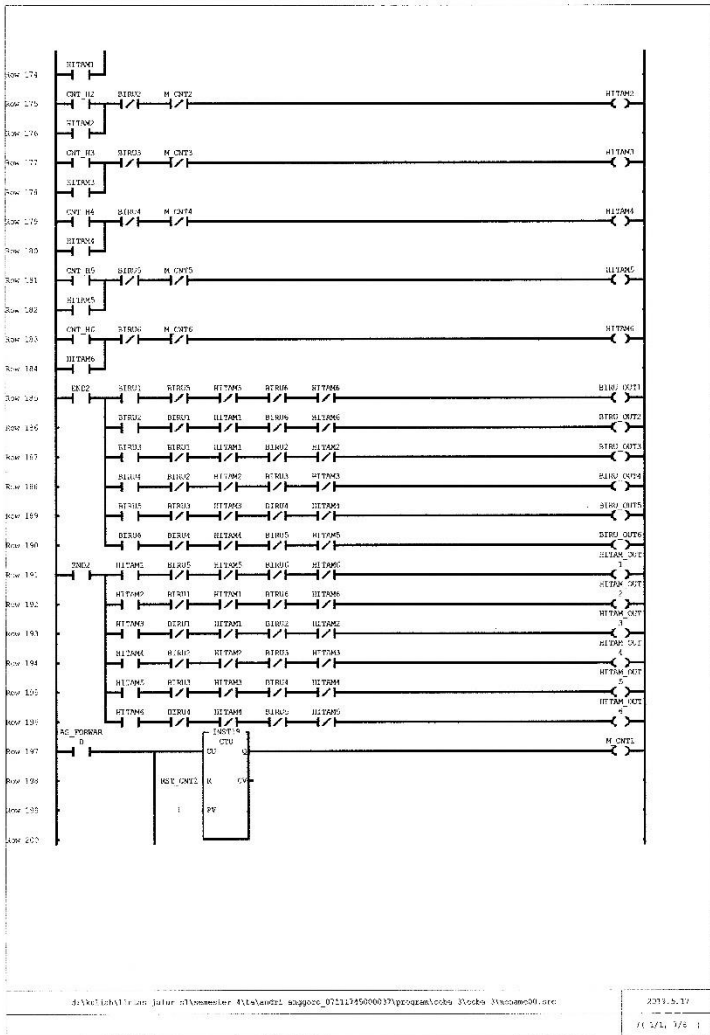 HITAM1
Row 174
CNT_H2 BIRU2 M_CNT2 HITAM2
Row 175
HITAM2
Row 176
CNT_H3 BIRU3 M_CNT3 HITAM3
Row 177
HITAM3
Row 178
CNT_H4 BIRU4 M_CNT4 HITAM4
Row 179
HITAM4
Row 180
CNT_H5 BIRU5 M_CNT5 HITAM5
Row 181
HITAM5
Row 182
CNT_H6 BIRU6 M_CNT6 HITAM6
Row 183
HITAM6
Row 184
END2 BIRU1 BIRU5 HITAM5 BIRU6 HITAM6 BIRU_OUT1
Row 185
BIRU2 BIRU1 HITAM1 BIRU6 HITAM6 BIRU_OUT2
Row 186
BIRU3 BIRU1 HITAM1 BIRU2 HITAM2 BIRU_OUT3
Row 187
BIRU4 BIRU2 HITAM2 BIRU3 HITAM3 BIRU_OUT4
Row 188
BIRU5 BIRU3 HITAM3 BIRU4 HITAM4 BIRU_OUT5
Row 189
BIRU6 BIRU4 HITAM4 BIRU5 HITAM5 BIRU_OUT6
Row 190
HITAM_OUT
END2 HITAM1 BIRU5 HITAM5 BIRU6 HITAM6 1
Row 191
HITAM_OUT
HITAM2 BIRU1 HITAM1 BIRU6 HITAM6 2
Row 192
HITAM_OUT
HITAM3 BIRU1 HITAM1 BIRU2 HITAM2 3
Row 193
HITAM_OUT
HITAM4 BIRU2 HITAM2 BIRU3 HITAM3 4
Row 194
HITAM_OUT
HITAM5 BIRU3 HITAM3 BIRU4 HITAM4 5
Row 195
HITAM_OUT
HITAM6 BIRU4 HITAM4 BIRU5 HITAM5 6
Row 196
AS_FORWAR INST19
D CTU M_CNT1
Row 197 CU Q
Row 198 RST_CNT2 R CV
Row 199 1 PV
Row 200
2019.5.17